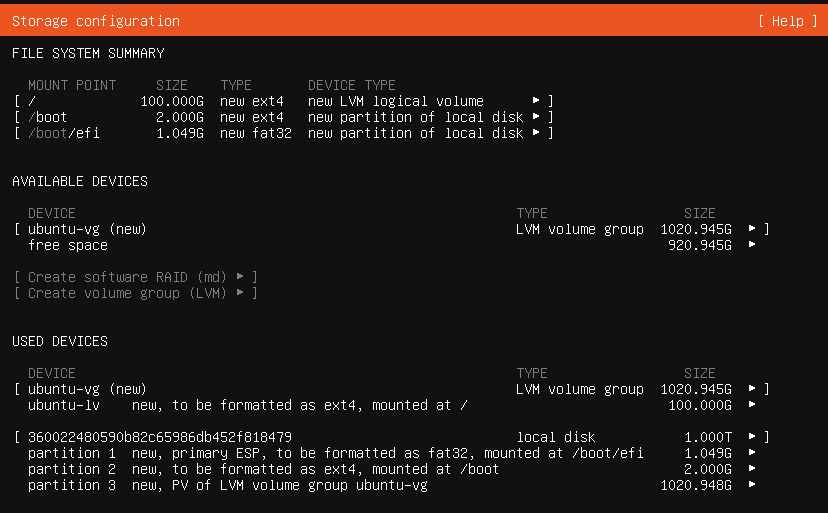 Storage configuration [ Help ]
FILE SYSTEM SUMMARY
MOUNT POINT SIZE TYPE DEVICE TYPE
[ / 100.000G new ext4 new LVM logical volume ▸ ]
[ /boot 2.000G new ext4 new partition of local disk ▸ ]
[ /boot/efi 1.049G new fat32 new partition of local disk ▸ ]
AVAILABLE DEVICES
DEVICE TYPE SIZE
[ ubuntu-vg (new) LVM volume group 1020.945G ▸ ]
free space 920.945G ▸
[ Create software RAID (md) ▸ ]
[ Create volume group (LVM) ▸ ]
USED DEVICES
DEVICE TYPE SIZE
[ ubuntu-vg (new) LVM volume group 1020.945G ▸ ]
ubuntu-lv new, to be formatted as ext4, mounted at / 100.000G ▸
[ 360022480590b82c65986db452f818479 local disk 1.000T ▸ ]
partition 1 new, primary ESP, to be formatted as fat32, mounted at /boot/efi 1.049G ▸
partition 2 new, to be formatted as ext4, mounted at /boot 2.000G ▸
partition 3 new, PV of LVM volume group ubuntu-vg 1020.948G ▸